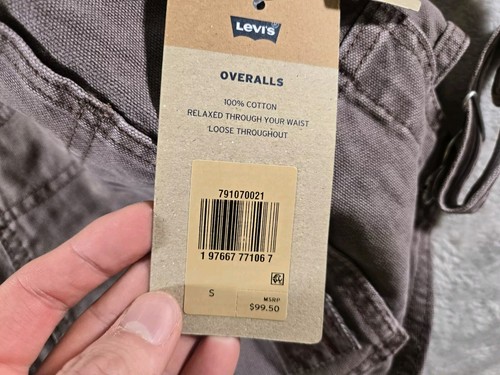 Levi's
OVERALLS
100% COTTON
RELAXED THROUGH YOUR WAIST
LOOSE THROUGHOUT
791070021
1 97667 77106 7
S
MSRP
$99.50